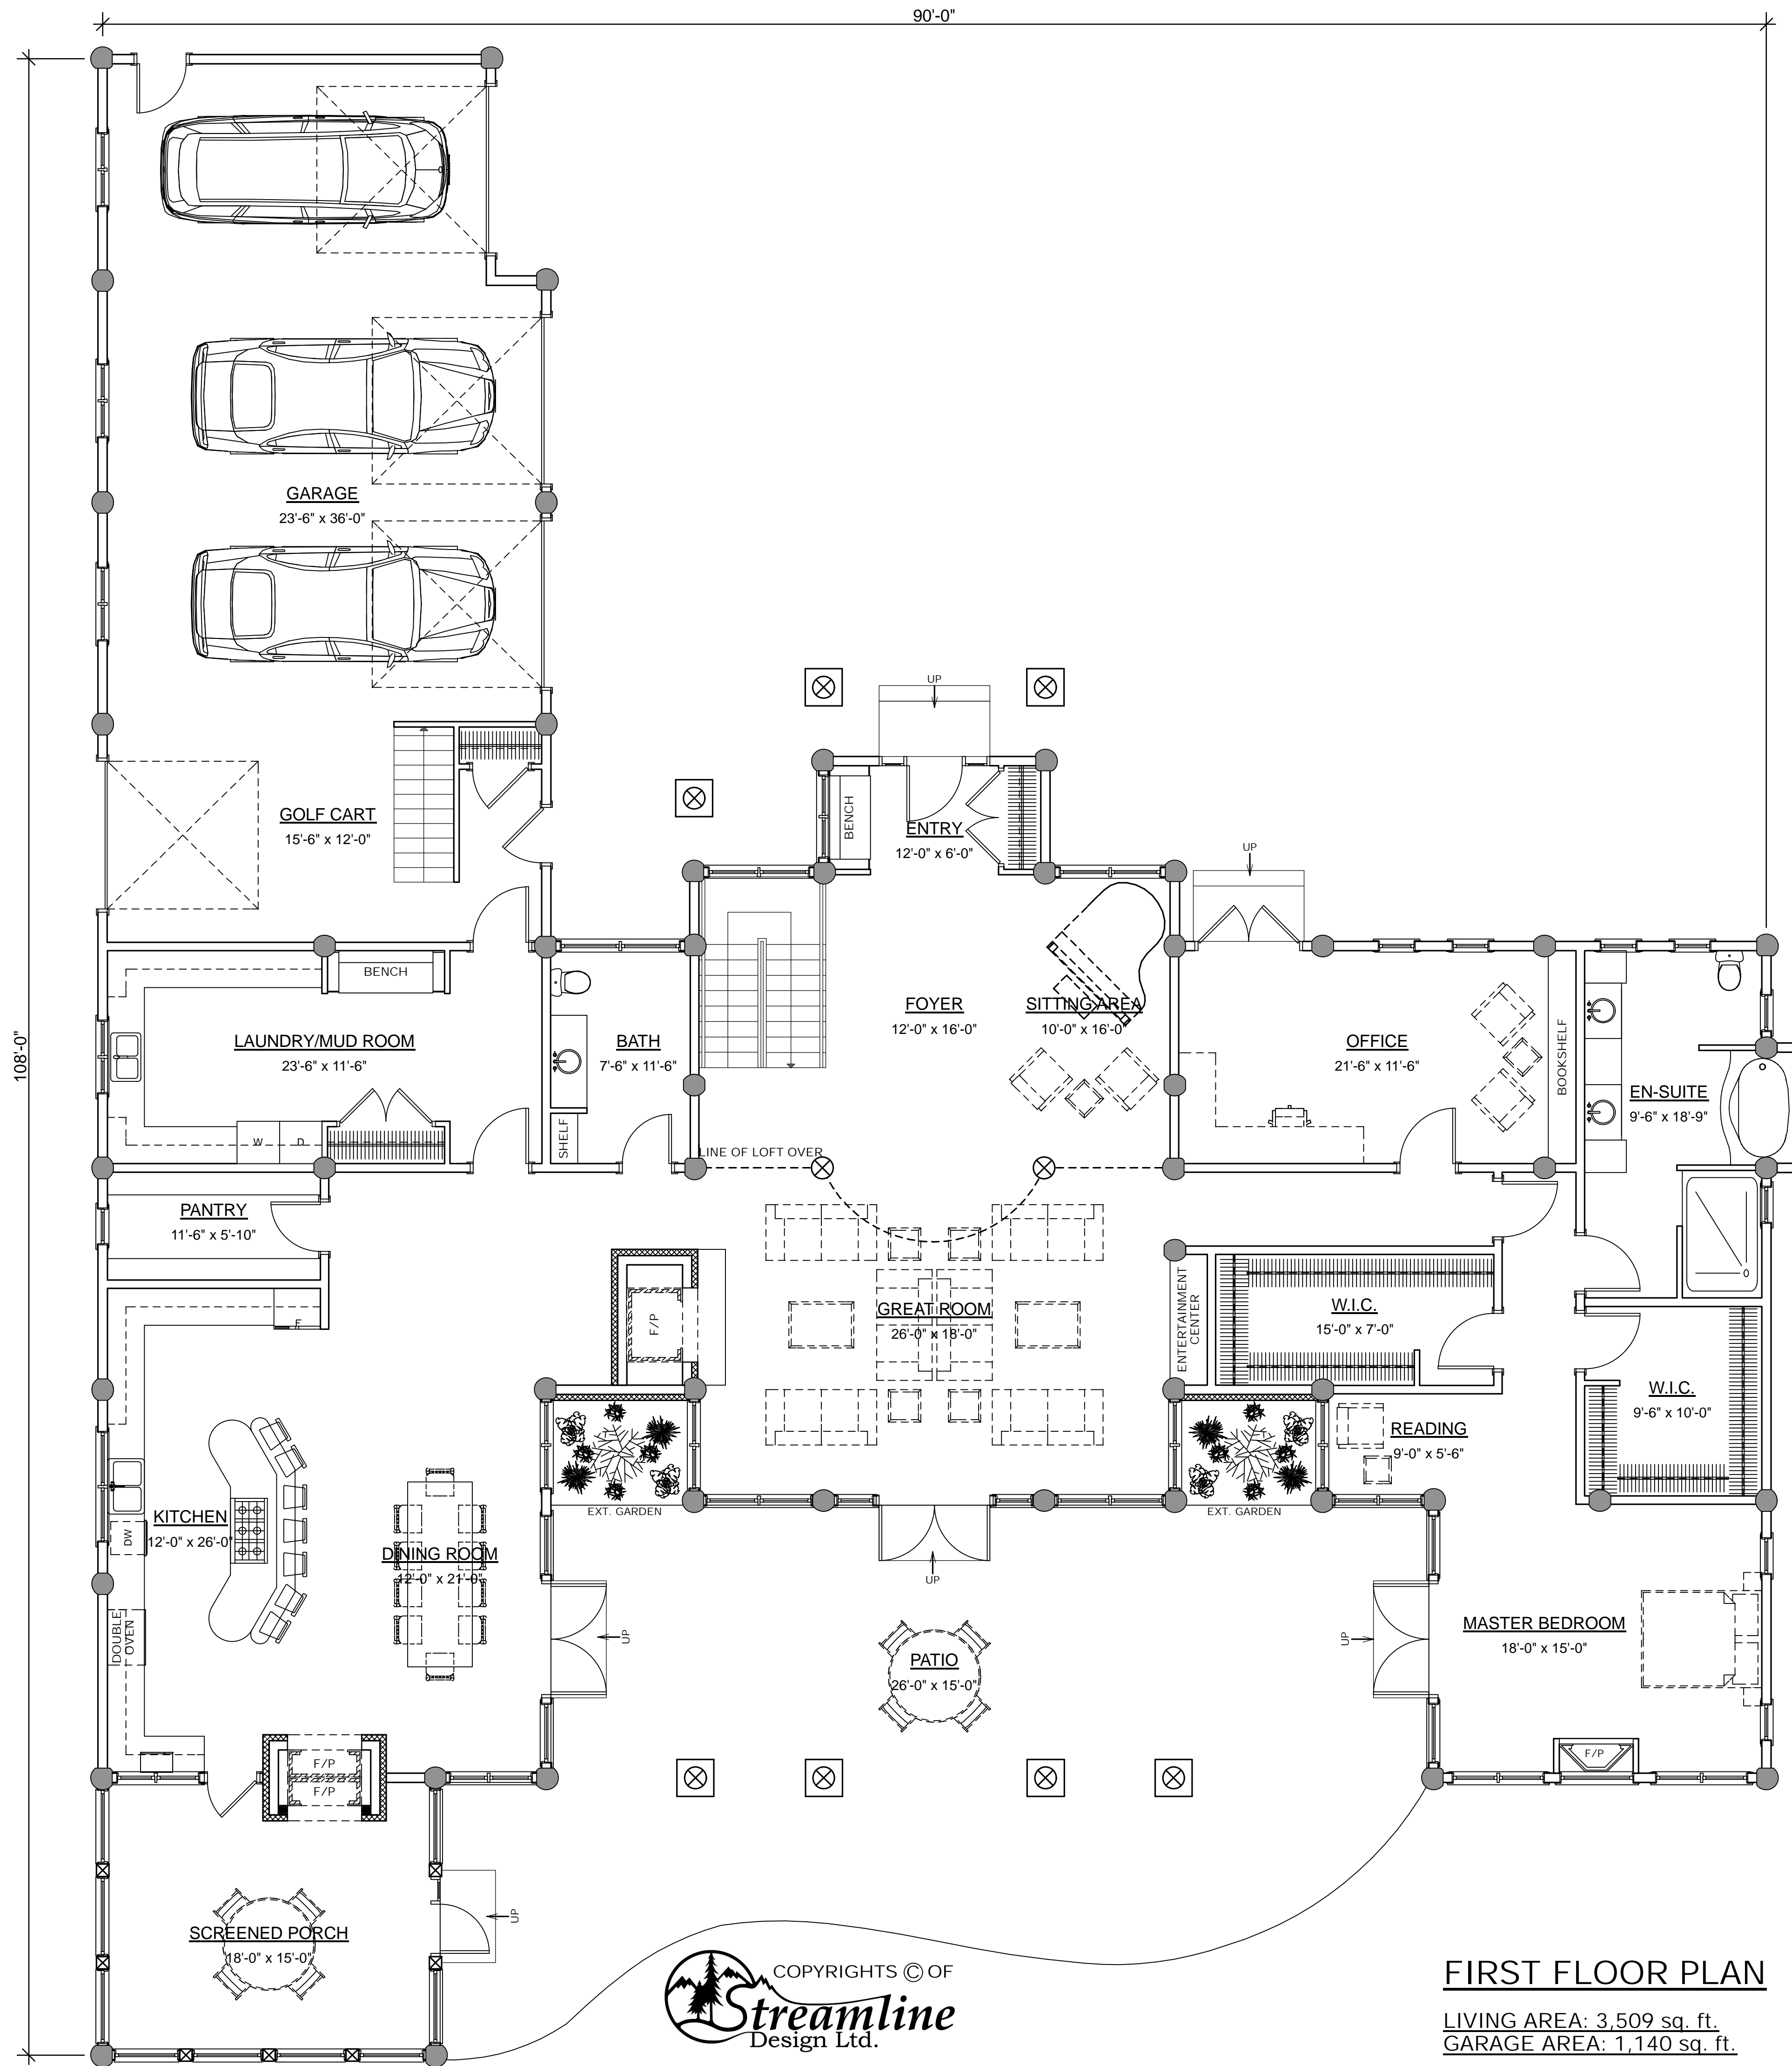 90'-0"
108'-0"
GARAGE
23'-6" x 36'-0"
UP
GOLF CART
15'-6" x 12'-0"
BENCH
ENTRY
12'-0" x 6'-0"
UP
BENCH
FOYER
12'-0" x 16'-0"
SITTING AREA
10'-0" x 16'-0"
LAUNDRY/MUD ROOM
23'-6" x 11'-6"
BATH
7'-6" x 11'-6"
OFFICE
21'-6" x 11'-6"
BOOKSHELF
EN-SUITE
9'-6" x 18'-9"
W
D
SHELF
LINE OF LOFT OVER
PANTRY
11'-6" x 5'-10"
F
F/P
GREAT ROOM
26'-0" x 18'-0"
ENTERTAINMENT
CENTER
W.I.C.
15'-0" x 7'-0"
W.I.C.
9'-6" x 10'-0"
READING
9'-0" x 5'-6"
EXT. GARDEN
EXT. GARDEN
KITCHEN
12'-0" x 26'-0"
DW
DINING ROOM
12'-0" x 21'-0"
DOUBLE
OVEN
UP
UP
UP
PATIO
26'-0" x 15'-0"
MASTER BEDROOM
18'-0" x 15'-0"
F/P
F/P
F/P
SCREENED PORCH
18'-0" x 15'-0"
UP
COPYRIGHTS © OF
Streamline
Design Ltd.
FIRST FLOOR PLAN
LIVING AREA: 3,509 sq. ft.
GARAGE AREA: 1,140 sq. ft.